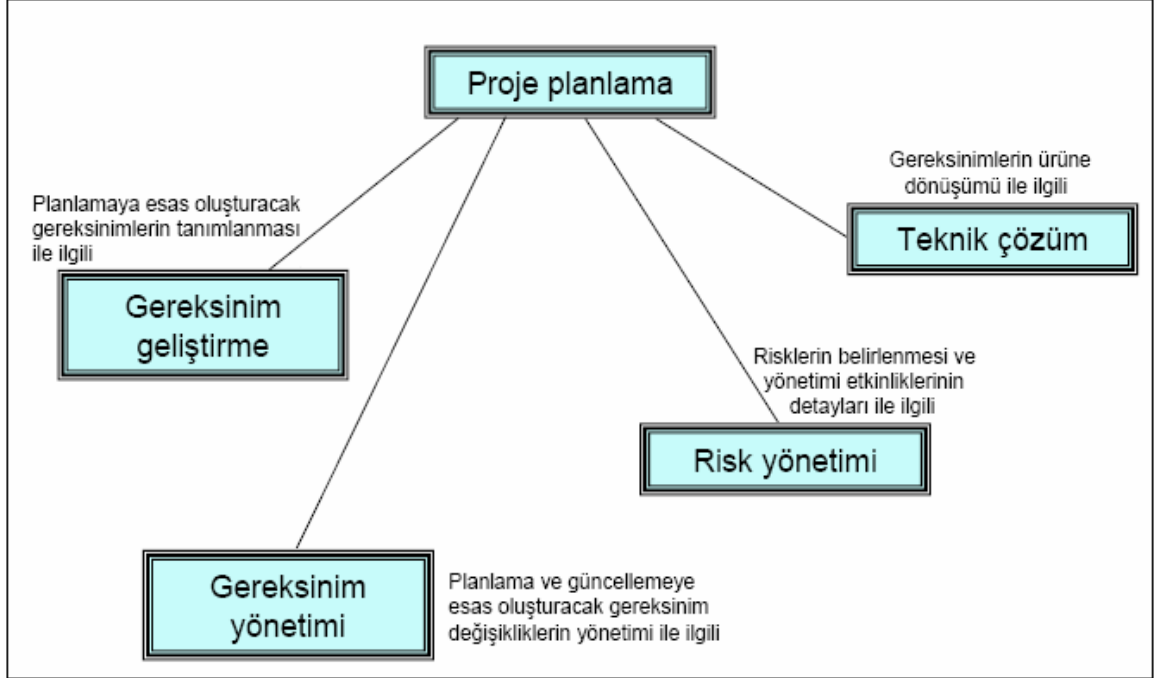 Proje planlama
Gereksinimlerin ürüne
dönüşümü ile ilgili
Teknik çözüm
Planlamaya esas oluşturacak
gereksinimlerin tanımlanması
ile ilgili
Gereksinim
geliştirme
Risklerin belirlenmesi ve
yönetimi etkinliklerinin
detayları ile ilgili
Risk yönetimi
Gereksinim
yönetimi
Planlama ve güncellemeye
esas oluşturacak gereksinim
değişikliklerin yönetimi ile ilgili